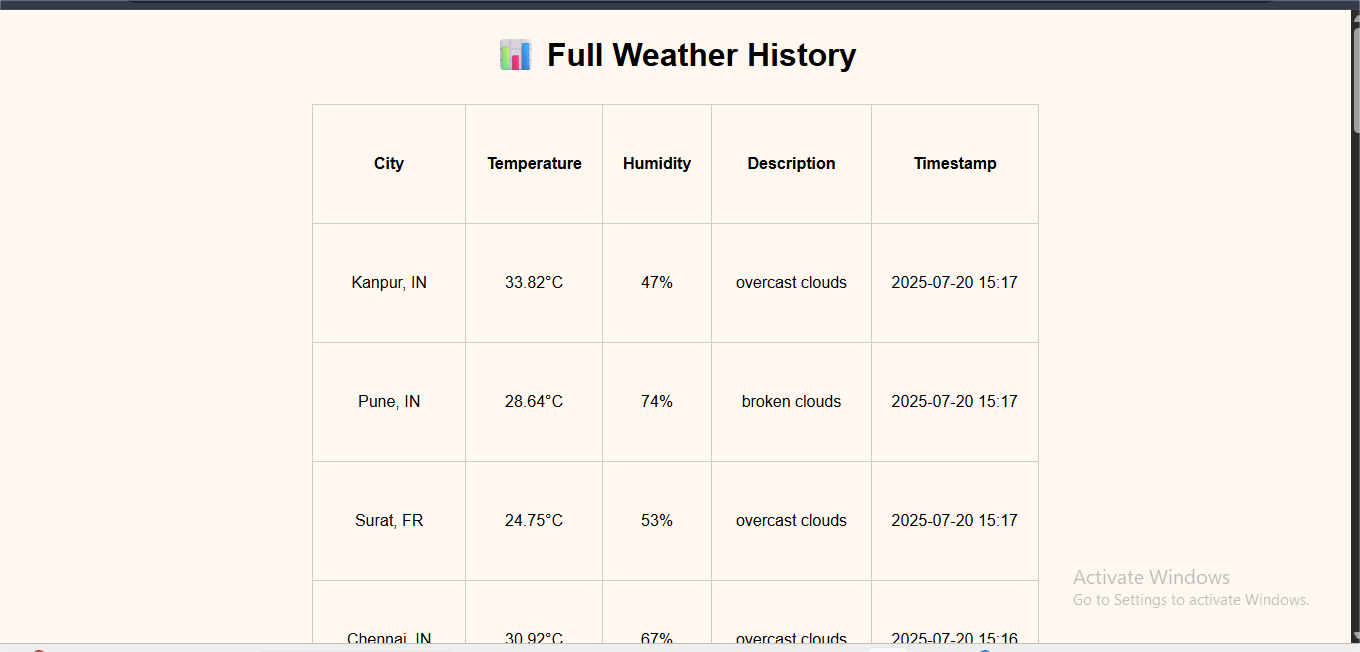 📊 Full Weather History
City Temperature Humidity Description Timestamp
Kanpur, IN 33.82°C 47% overcast clouds 2025-07-20 15:17
Pune, IN 28.64°C 74% broken clouds 2025-07-20 15:17
Surat, FR 24.75°C 53% overcast clouds 2025-07-20 15:17
Chennai, IN 30.92°C 67% overcast clouds 2025-07-20 15:16
Activate Windows
Go to Settings to activate Windows.